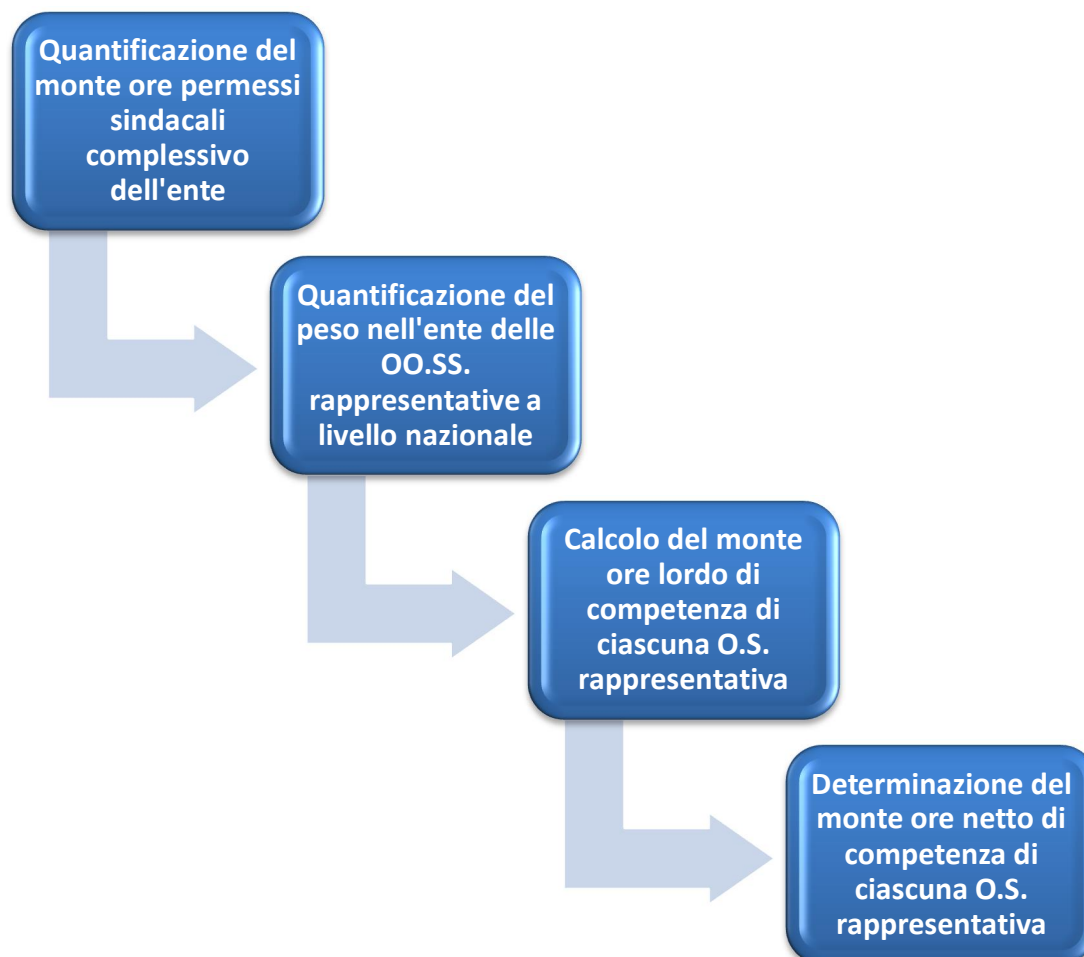 Quantificazione del
monte ore permessi
sindacali
complessivo
dell'ente
Quantificazione del
peso nell'ente delle
OO.SS.
rappresentative a
livello nazionale
Calcolo del monte
ore lordo di
competenza di
ciascuna O.S.
rappresentativa
Determinazione del
monte ore netto di
competenza di
ciascuna O.S.
rappresentativa